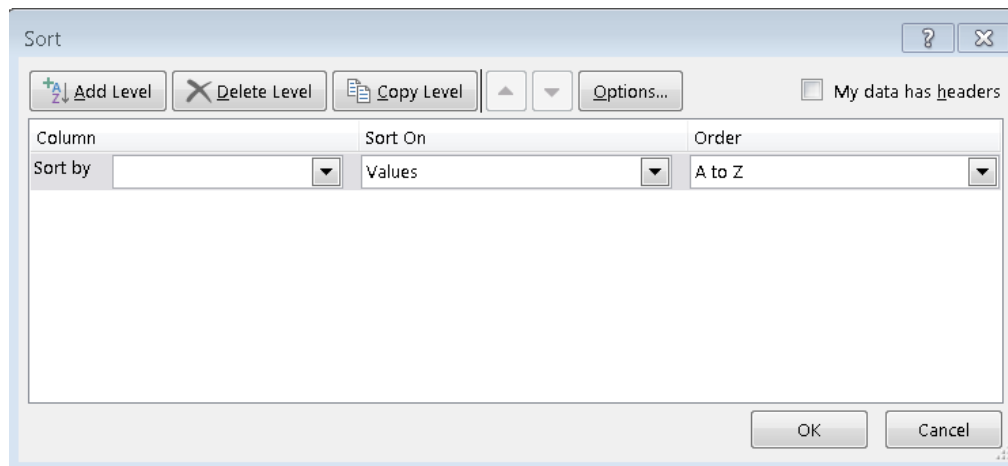 Sort
Add Level Delete Level Copy Level Options... My data has headers
Column Sort On Order
Sort by Values A to Z
OK Cancel